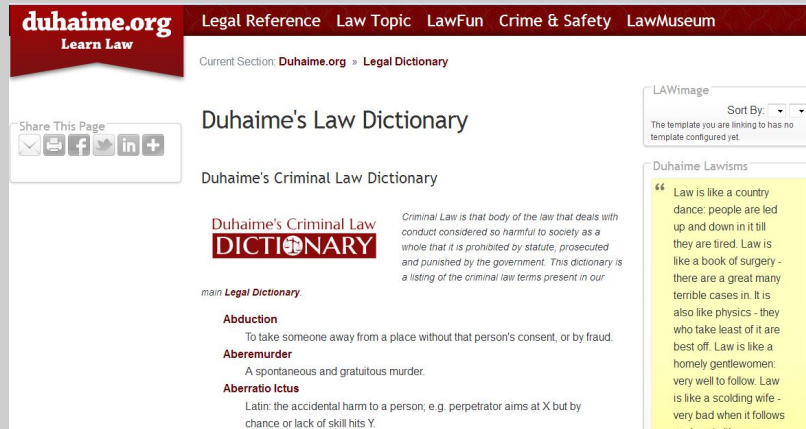 duhaime.org
Learn Law
Legal Reference Law Topic LawFun Crime & Safety LawMuseum
Current Section: Duhaime.org » Legal Dictionary
Share This Page
Duhaime's Law Dictionary
Duhaime's Criminal Law Dictionary
Duhaime's Criminal Law
DICTIONARY
Criminal Law is that body of the law that deals with
conduct considered so harmful to society as a
whole that it is prohibited by statute, prosecuted
and punished by the government. This dictionary is
a listing of the criminal law terms present in our
main Legal Dictionary.
Abduction
To take someone away from a place without that person's consent, or by fraud.
Aberemurder
A spontaneous and gratuitous murder.
Aberratio Ictus
Latin: the accidental harm to a person; e.g. perpetrator aims at X but by
chance or lack of skill hits Y.
LAWimage
Sort By:
The template you are linking to has no
template configured yet.
Duhaime Lawisms
“ Law is like a country
dance: people are led
up and down in it till
they are tired. Law is
like a book of surgery -
there are a great many
terrible cases in. It is
also like physics - they
who take least of it are
best off. Law is like a
homely gentlewomen:
very well to follow. Law
is like a scolding wife -
very bad when it follows